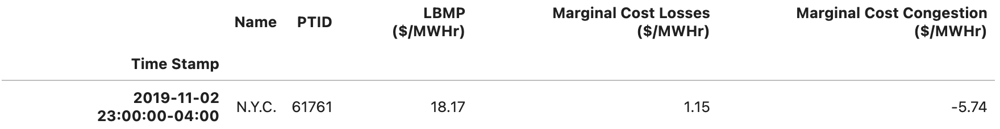 Name PTID LBMP ($/MWHr) Marginal Cost Losses ($/MWHr) Marginal Cost Congestion ($/MWHr)
Time Stamp
2019-11-02 23:00:00-04:00 N.Y.C. 61761 18.17 1.15 -5.74